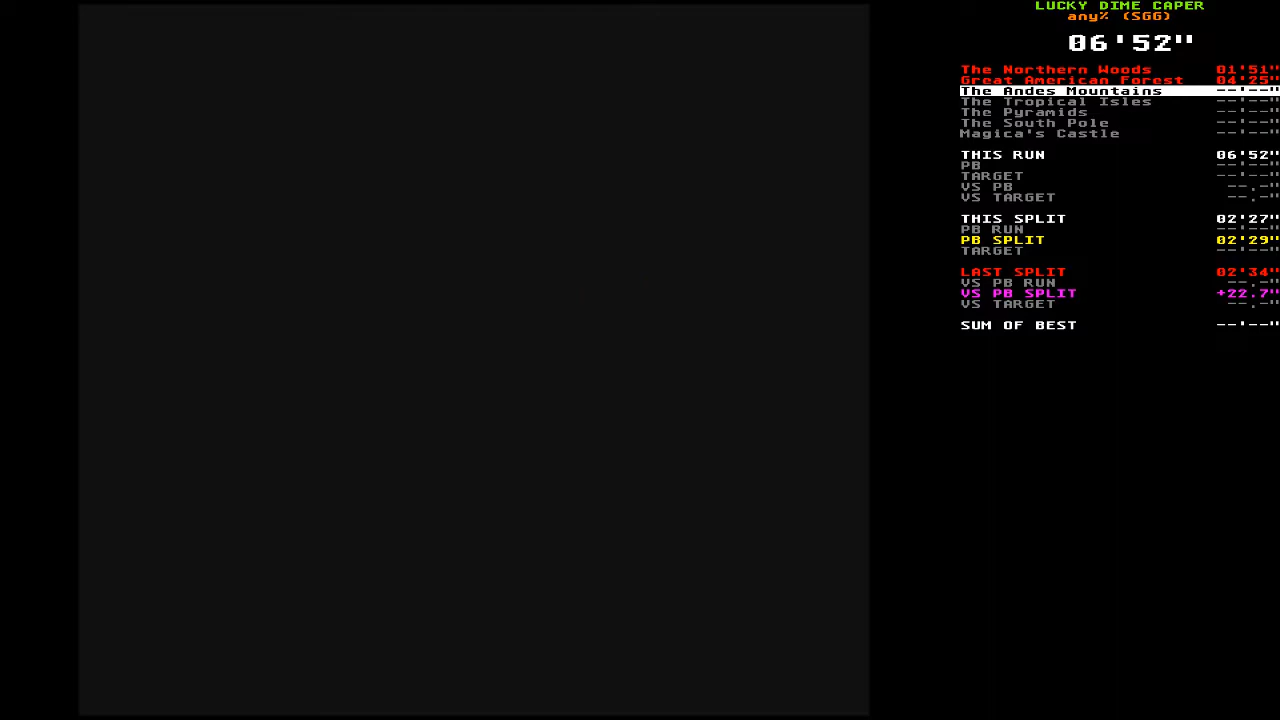 LUCKY DIME CAPER
any% (SGG)
06'52"
The Northern Woods 01'51"
Great American Forest 04'25"
The Andes Mountains --'--"
The Tropical Isles --'--"
The Pyramids --'--"
The South Pole --'--"
Magica's Castle --'--"
THIS RUN 06'52"
PB --'--"
TARGET --'--"
VS PB --.-"
VS TARGET --.-"
THIS SPLIT 02'27"
PB RUN --'--"
PB SPLIT 02'29"
TARGET --'--"
LAST SPLIT 02'34"
VS PB RUN --.-"
VS PB SPLIT +22.7"
VS TARGET --.-"
SUM OF BEST --'--"